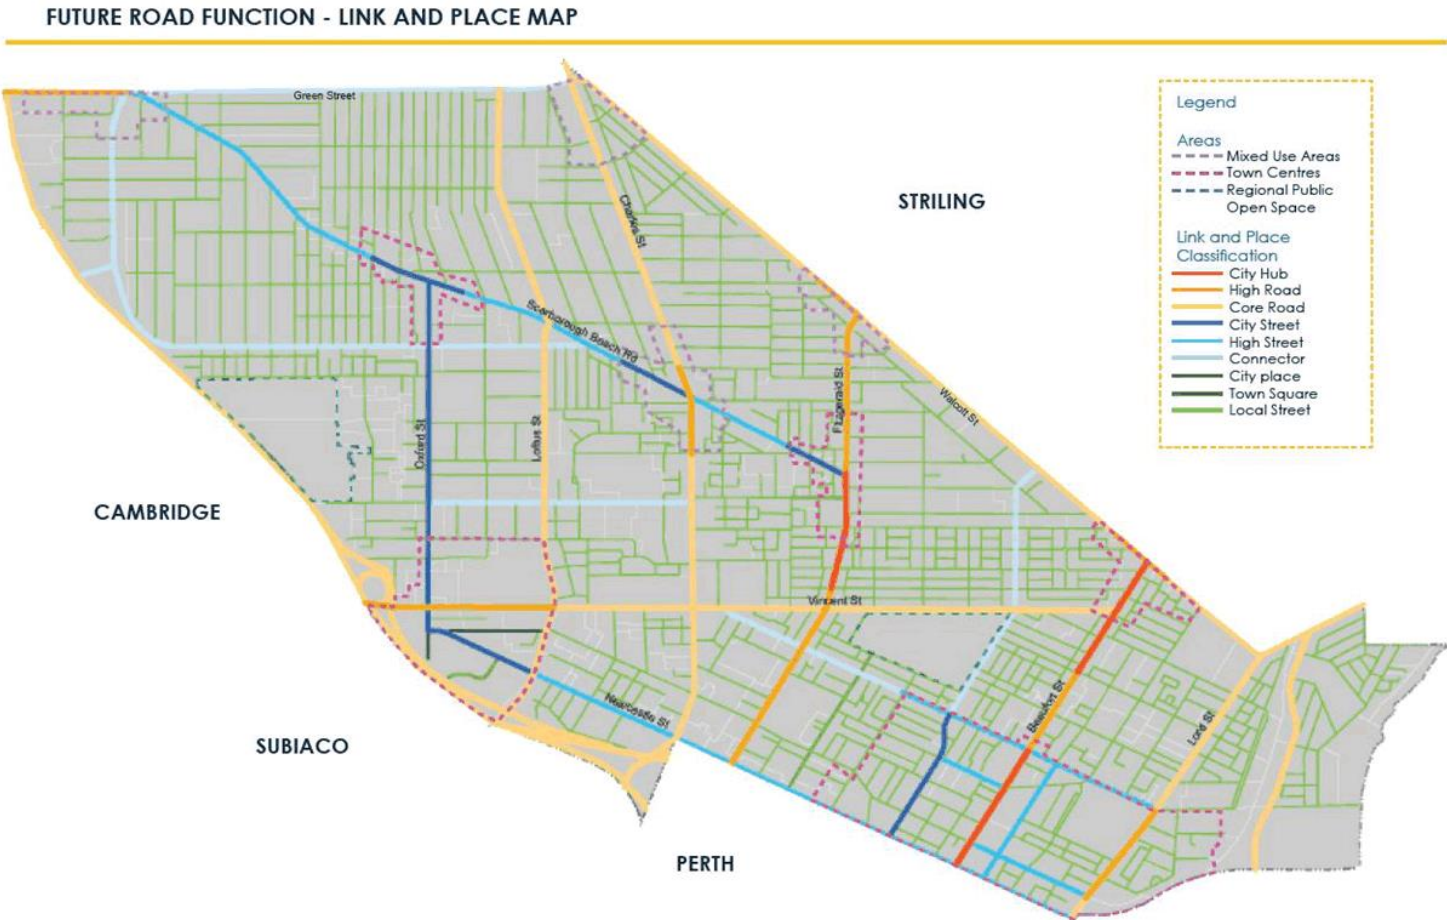 FUTURE ROAD FUNCTION - LINK AND PLACE MAP
Green Street
Legend
Areas
Mixed Use Areas
Town Centres
Regional Public
Open Space
Link and Place
Classification
City Hub
High Road
Core Road
City Street
High Street
Connector
City place
Town Square
Local Street
STRILING
Charles St
Scarborough Beach Rd
Fitzgerald St
Walcott St
Oxford St
Loftus St
CAMBRIDGE
Vincent St
SUBIACO
Newcastle St
Beaufort St
Lord St
PERTH